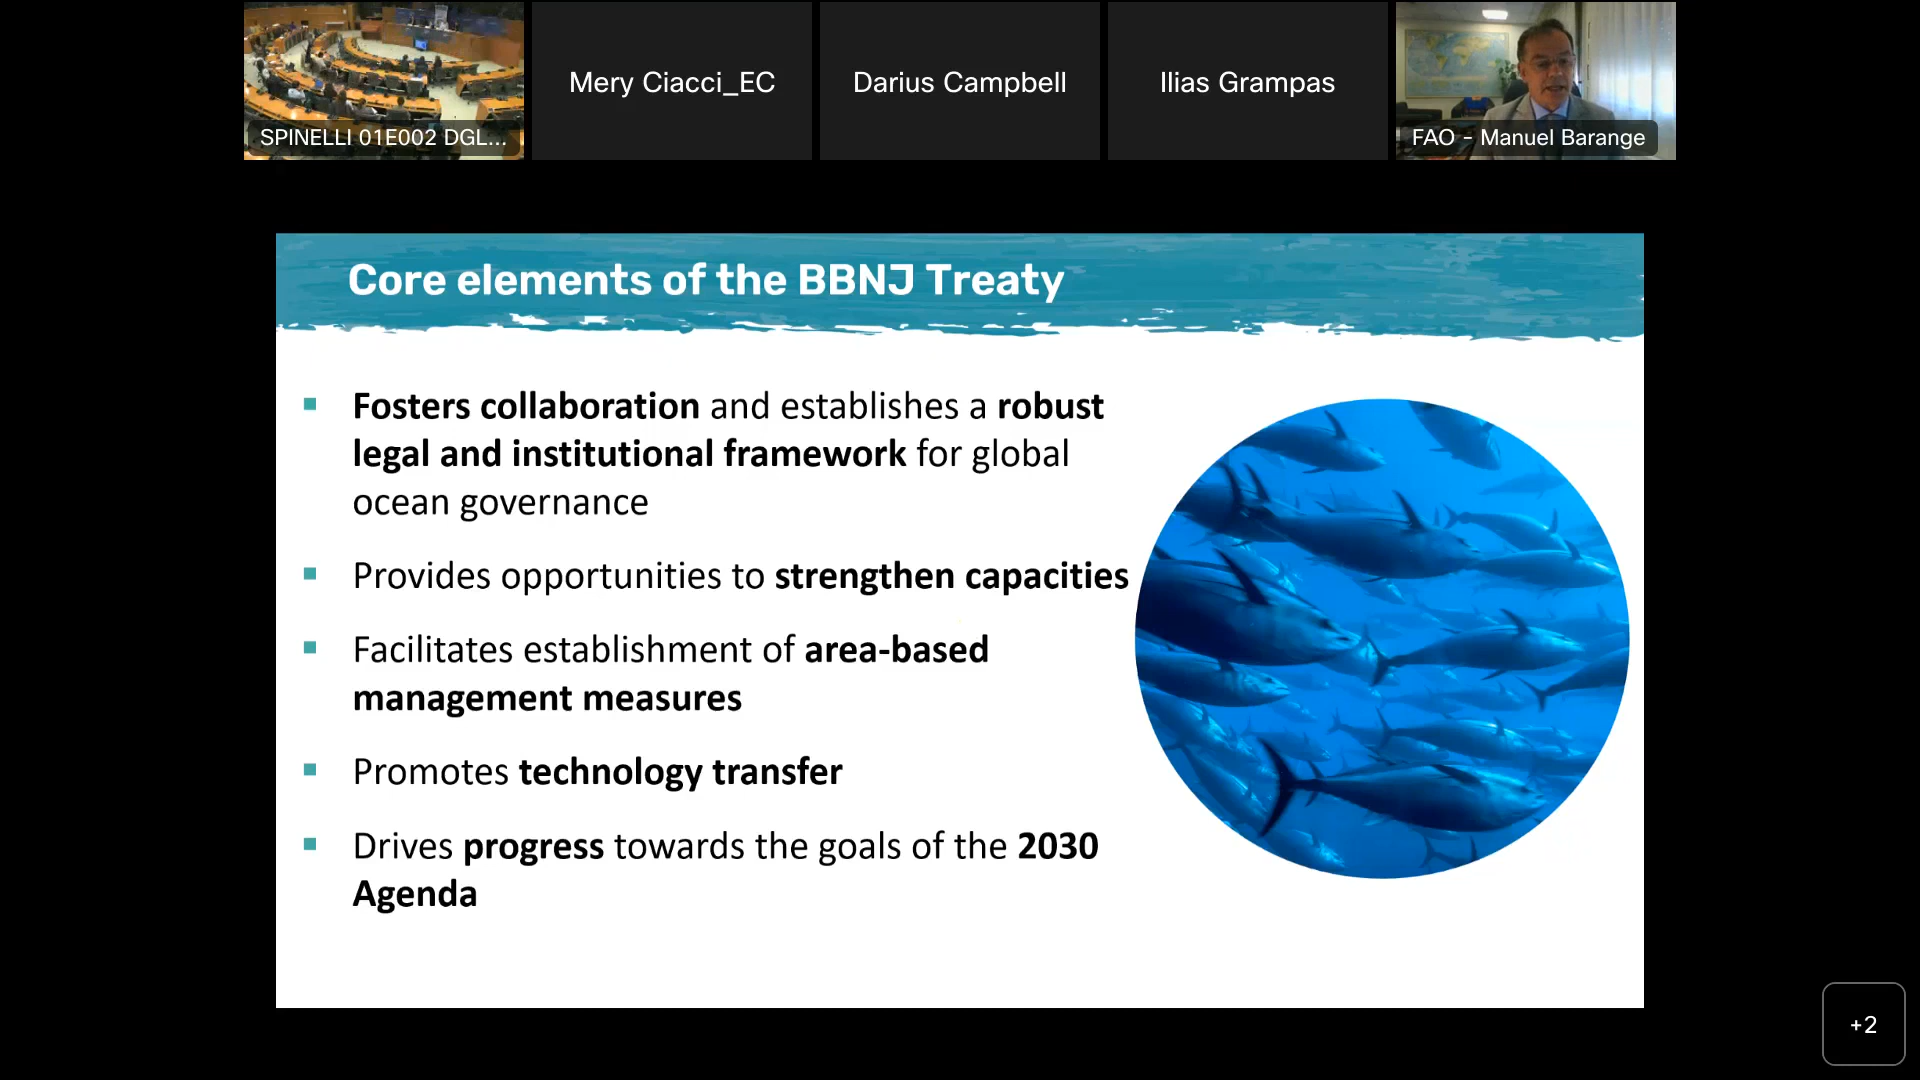 SPINELLI 01E002 DGL...
Mery Ciacci_EC
Darius Campbell
Ilias Grampas
FAO - Manuel Barange
Core elements of the BBNJ Treaty
Fosters collaboration and establishes a robust
legal and institutional framework for global
ocean governance
Provides opportunities to strengthen capacities
Facilitates establishment of area-based
management measures
Promotes technology transfer
Drives progress towards the goals of the 2030
Agenda
+2